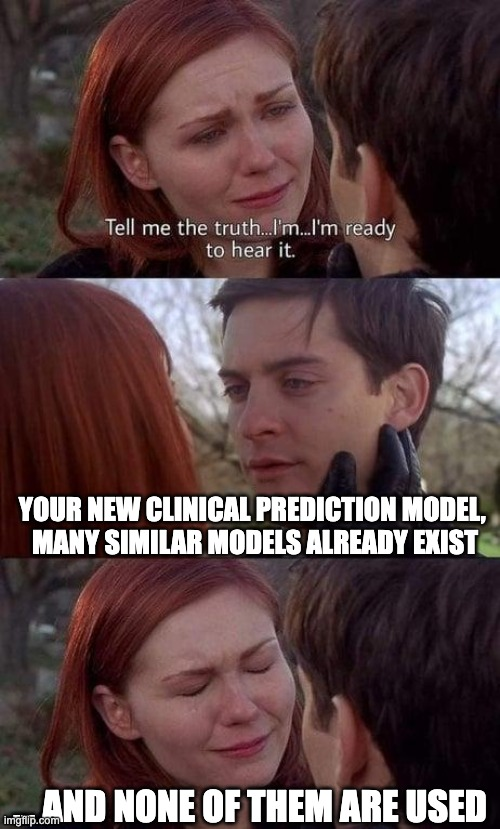 Tell me the truth...I'm...I'm ready
to hear it.
YOUR NEW CLINICAL PREDICTION MODEL,
MANY SIMILAR MODELS ALREADY EXIST
AND NONE OF THEM ARE USED
imgflip.com